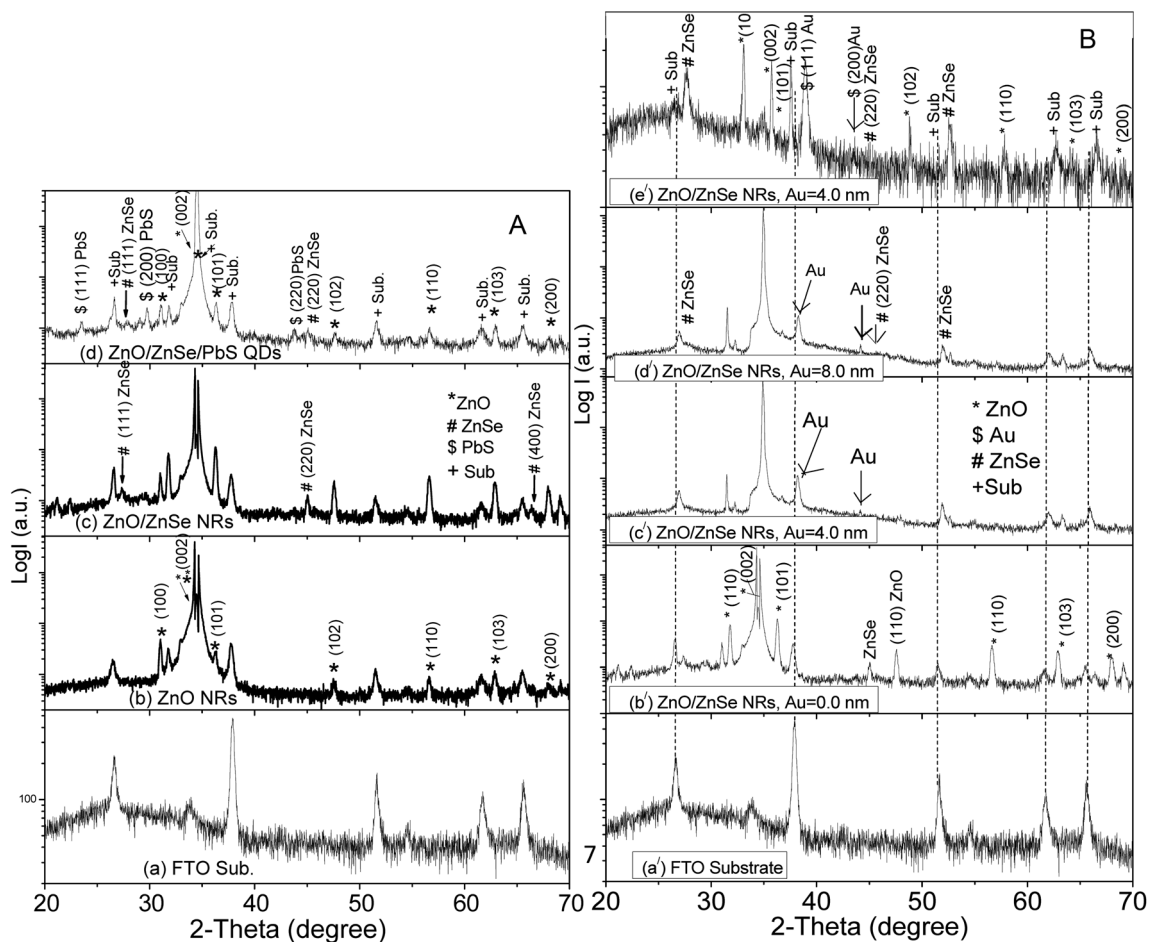 A
LogI (a.u.)
$ (111) PbS
+Sub
# (111) ZnSe
$ (200) PbS
* (100)
+Sub
* (002)
*
+ Sub.
*(101)
+ Sub.
$ (220)PbS
# (220) ZnSe
* (102)
+ Sub.
* (110)
+Sub.
* (103)
+ Sub.
* (200)
(d) ZnO/ZnSe/PbS QDs
# (111) ZnSe
# (220) ZnSe
*ZnO
# ZnSe
$ PbS
+ Sub
# (400) ZnSe
(c) ZnO/ZnSe NRs
* (100)
*(002)
* (101)
* (102)
* (110)
* (103)
* (200)
(b) ZnO NRs
100
(a) FTO Sub.
20 30 40 50 60 70
2-Theta (degree)
B
Log I (a.u.)
+ Sub
# ZnSe
*(10
* (002)
* (101)
+ Sub
$ (111) Au
$ (200)Au
# (220) ZnSe
* (102)
+ Sub
# ZnSe
* (110)
+ Sub
* (103)
+ Sub
* (200)
(e/) ZnO/ZnSe NRs, Au=4.0 nm
# ZnSe
Au
Au
# (220) ZnSe
# ZnSe
(d/) ZnO/ZnSe NRs, Au=8.0 nm
Au
Au
* ZnO
$ Au
# ZnSe
+Sub
(c/) ZnO/ZnSe NRs, Au=4.0 nm
* (110)
* (002)
* (101)
ZnSe
(110) ZnO
* (110)
* (103)
* (200)
(b/) ZnO/ZnSe NRs, Au=0.0 nm
7
(a/) FTO Substrate
20 30 40 50 60 70
2-Theta (degree)